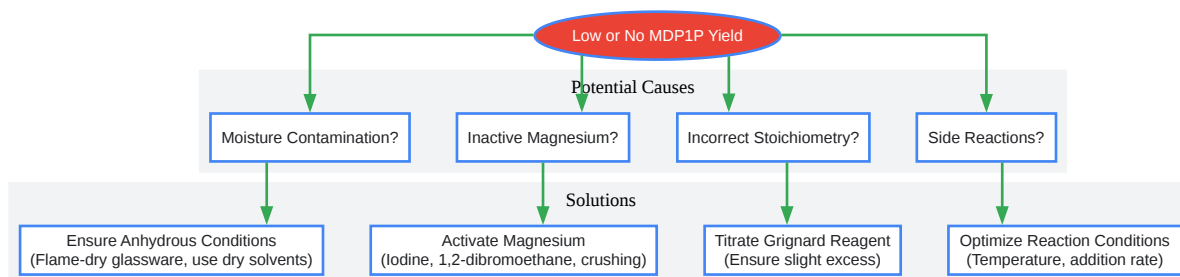 Low or No MDP1P Yield
Potential Causes
Moisture Contamination?
Inactive Magnesium?
Incorrect Stoichiometry?
Side Reactions?
Solutions
Ensure Anhydrous Conditions
(Flame-dry glassware, use dry solvents)
Activate Magnesium
(Iodine, 1,2-dibromoethane, crushing)
Titrate Grignard Reagent
(Ensure slight excess)
Optimize Reaction Conditions
(Temperature, addition rate)